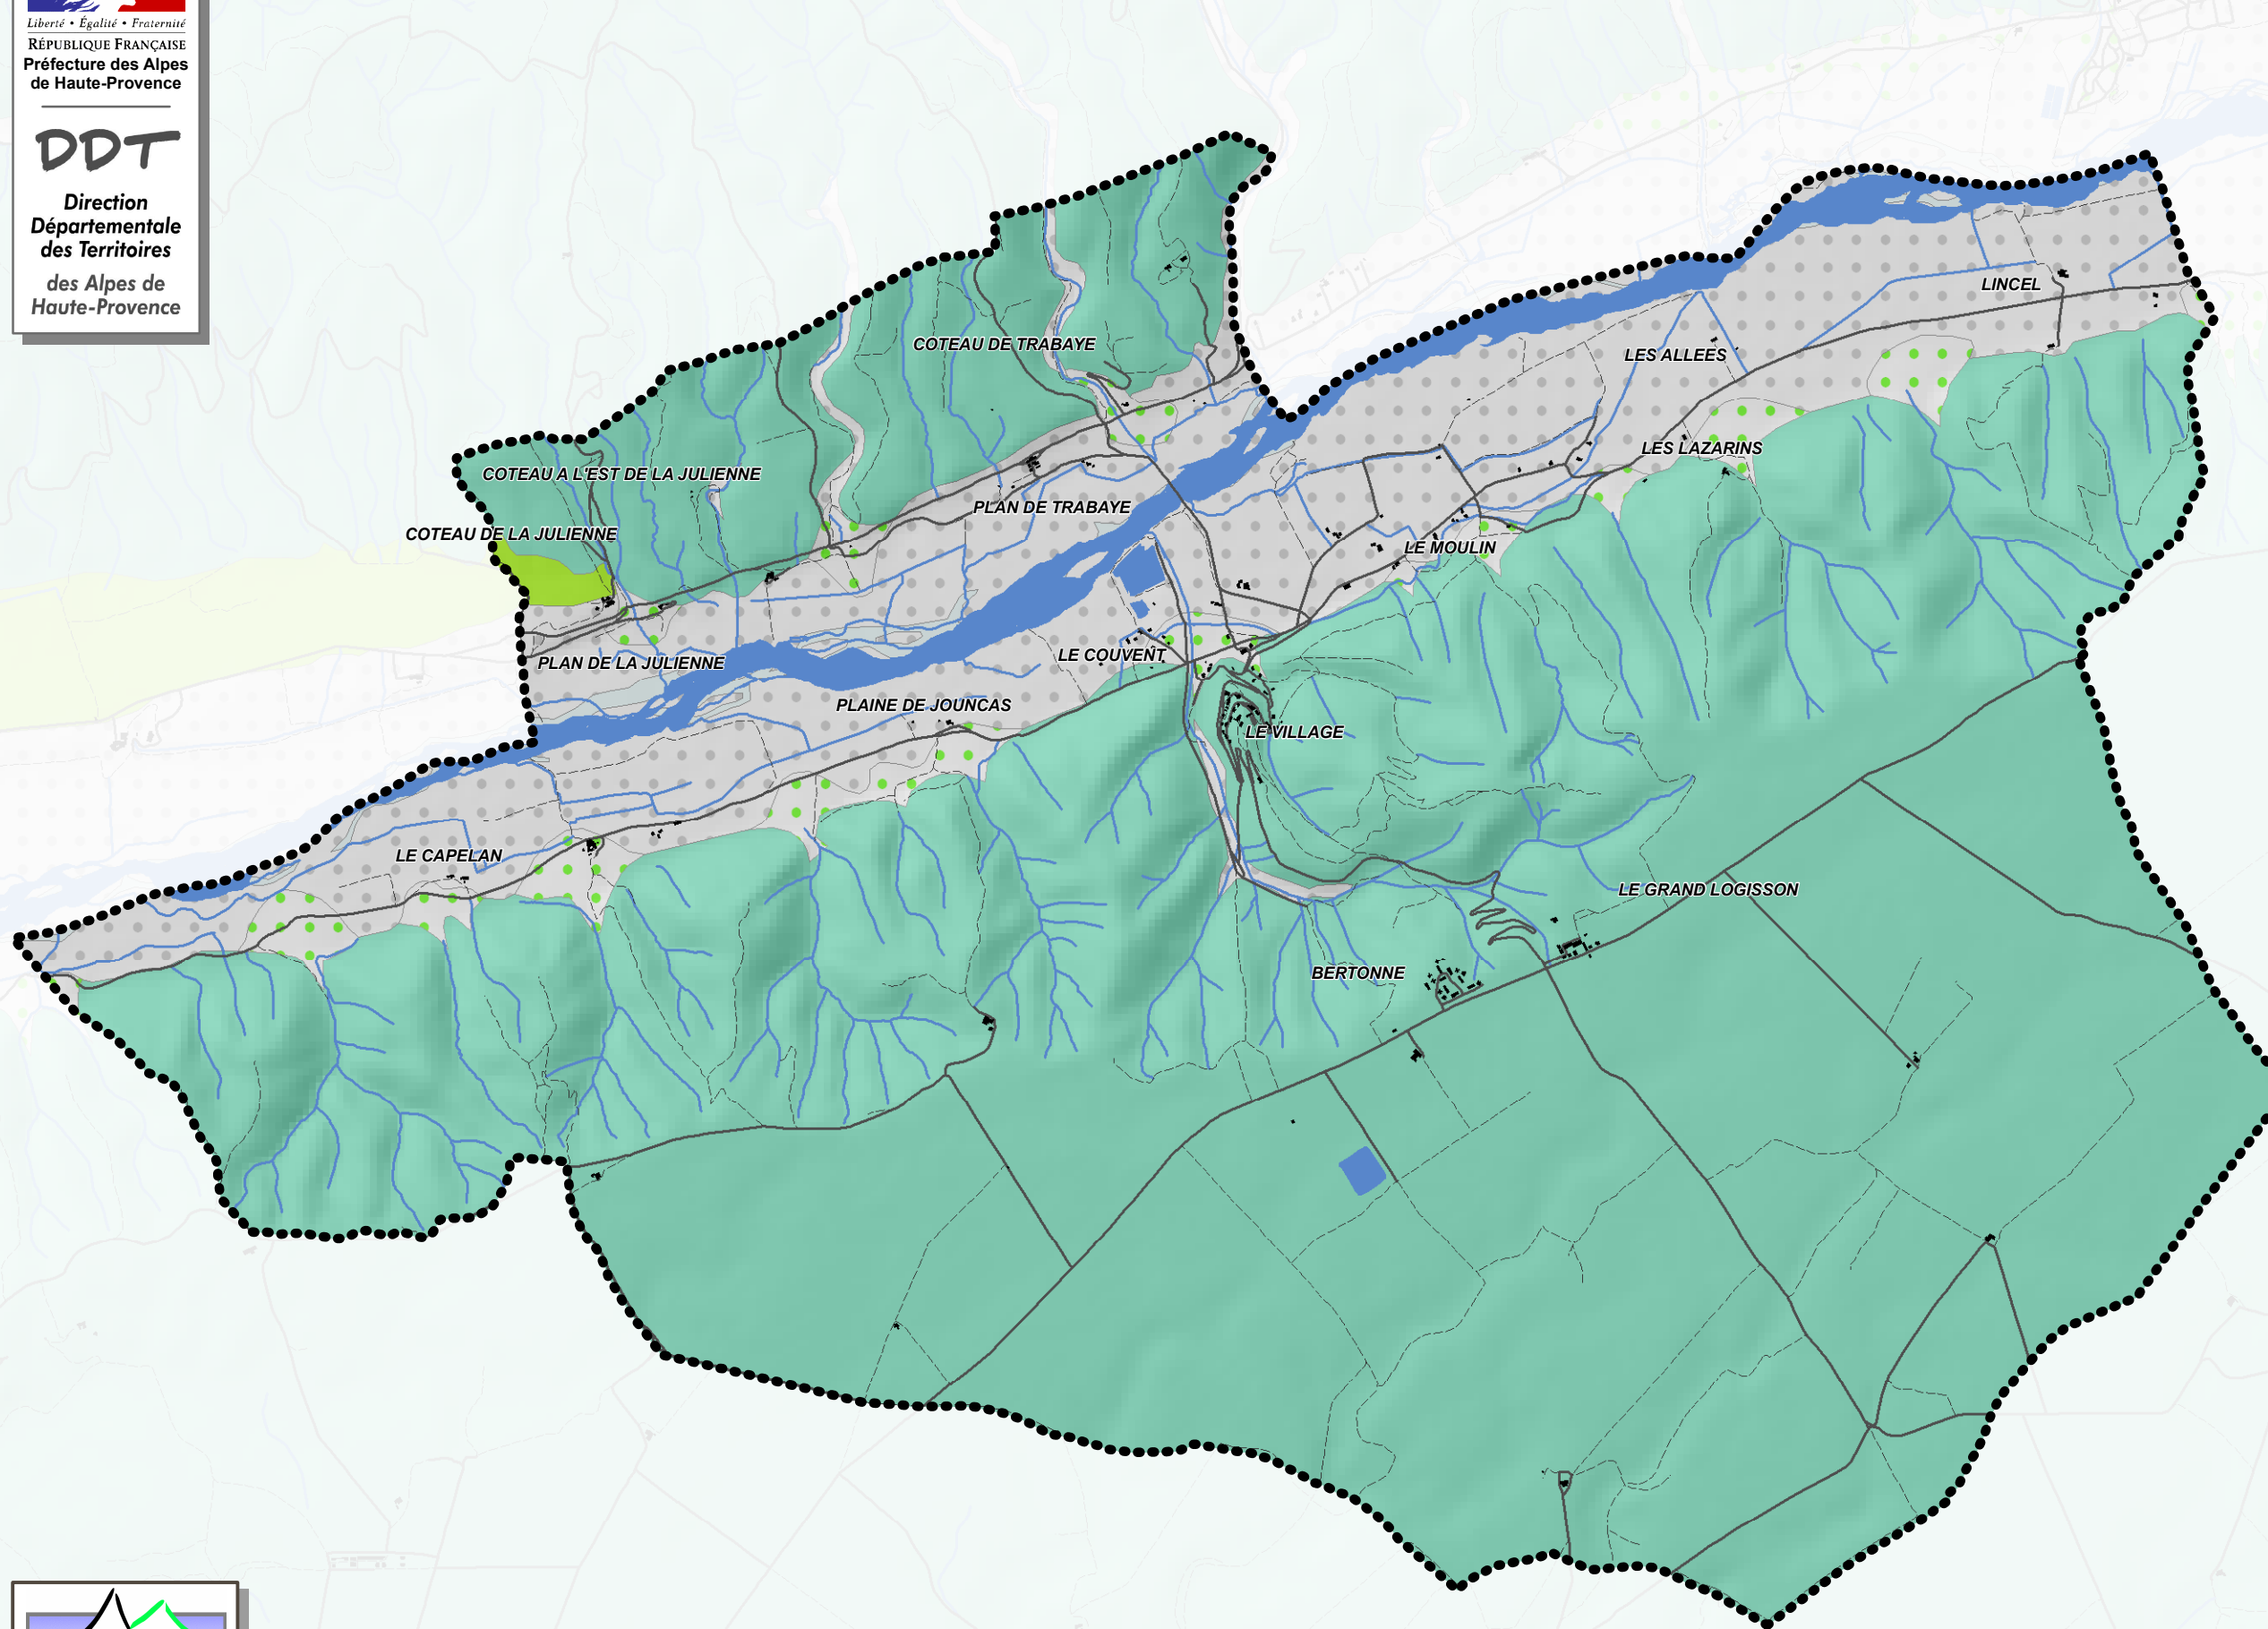 Liberté • Égalité • Fraternité
RÉPUBLIQUE FRANÇAISE
Préfecture des Alpes
de Haute-Provence
DDT
Direction
Départementale
des Territoires
des Alpes de
Haute-Provence
LINCEL
COTEAU DE TRABAYE
LES ALLEES
LES LAZARINS
COTEAU A L'EST DE LA JULIENNE
PLAN DE TRABAYE
COTEAU DE LA JULIENNE
LE MOULIN
LE COUVENT
PLAN DE LA JULIENNE
PLAINE DE JOUNCAS
LE VILLAGE
LE CAPELAN
LE GRAND LOGISSON
BERTONNE